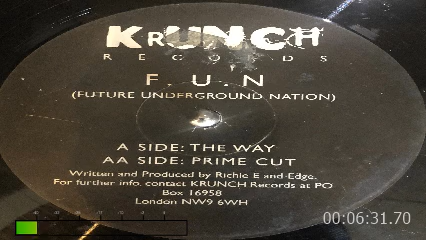 KRUNCH
RECORDS
F.U.N
(FUTURE UNDERGROUND NATION)
A SIDE: THE WAY
AA SIDE: PRIME CUT
Written and Produced by Richie E and Edge.
For further info. contact KRUNCH Records at PO
Box 16958
London NW9 6WH
00:06:31.70